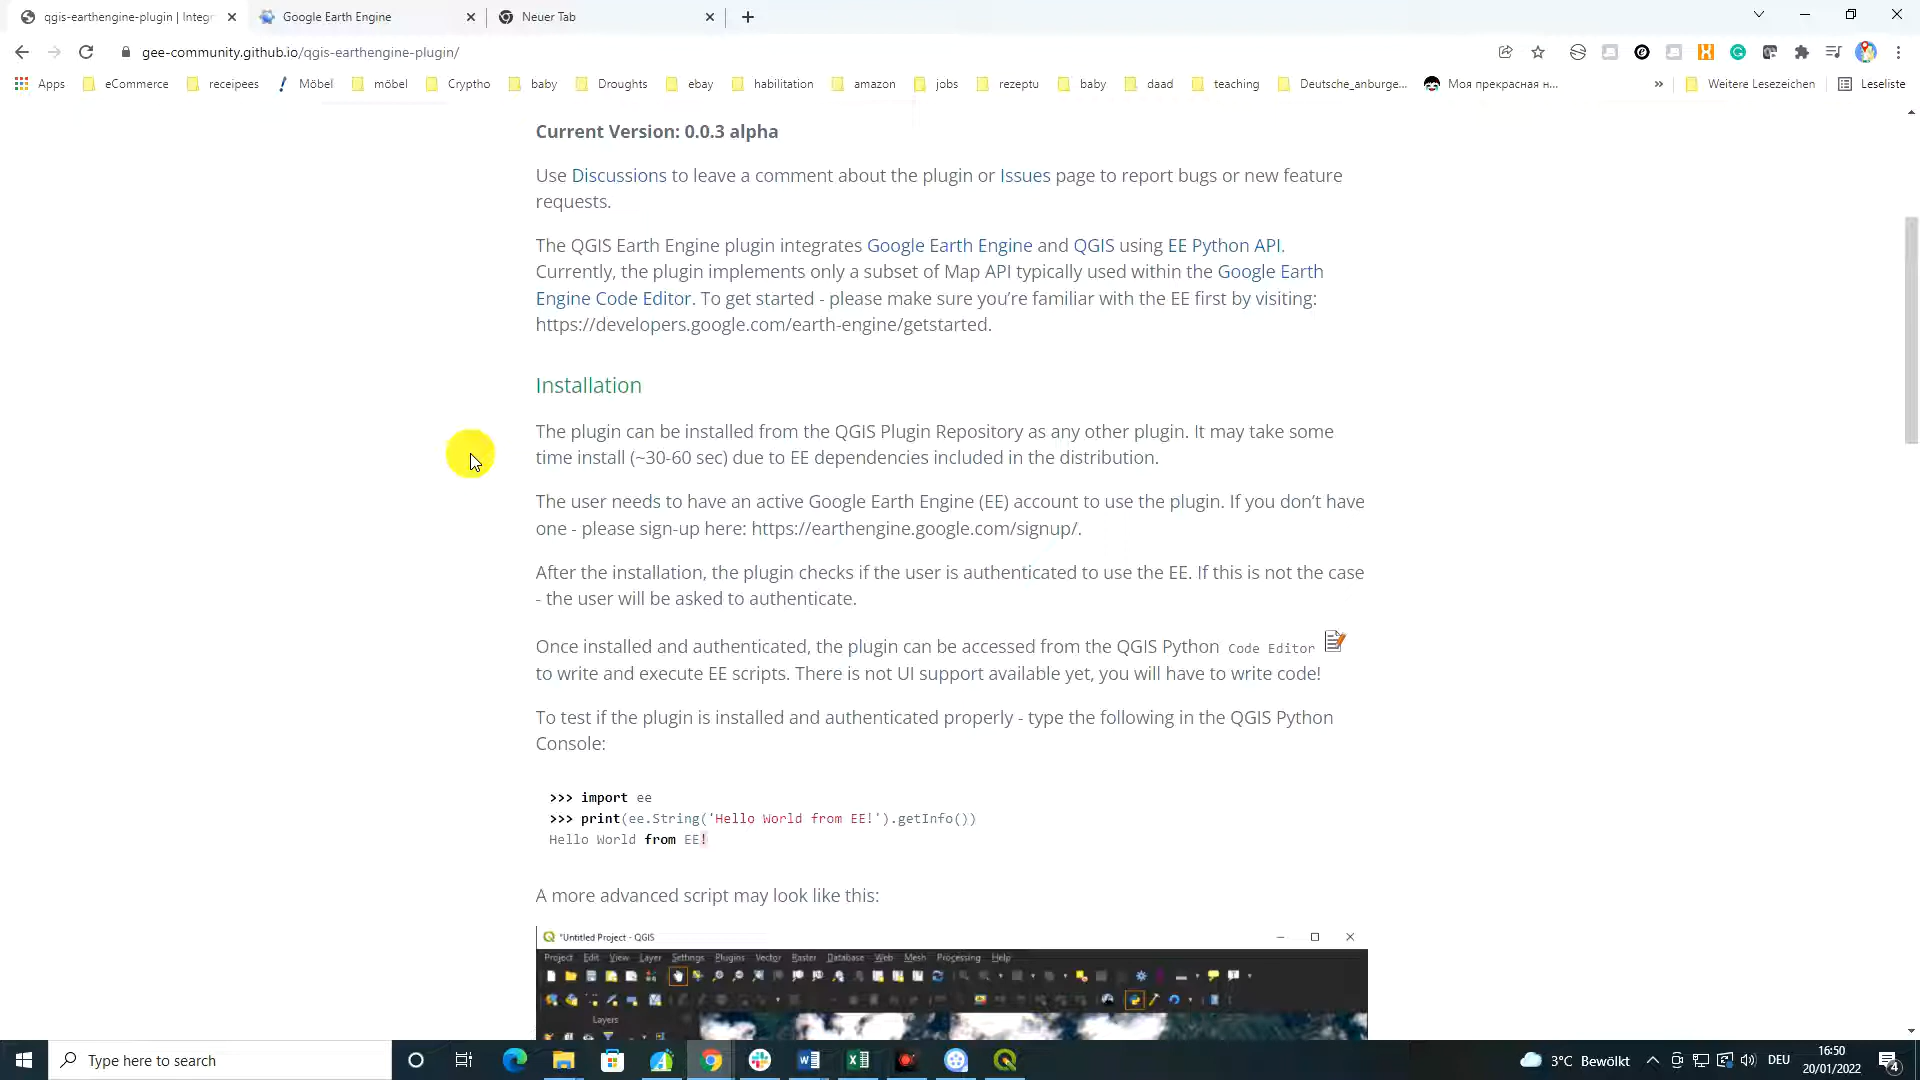 qgis-earthengine-plugin | Integr
Google Earth Engine
Neuer Tab
gee-community.github.io/qgis-earthengine-plugin/
Apps eCommerce receipees Möbel möbel Cryptho baby Droughts ebay habilitation amazon jobs rezeptu baby daad teaching Deutsche_anburge... Моя прекрасная н... » Weitere Lesezeichen Leseliste
Current Version: 0.0.3 alpha
Use Discussions to leave a comment about the plugin or Issues page to report bugs or new feature
requests.
The QGIS Earth Engine plugin integrates Google Earth Engine and QGIS using EE Python API.
Currently, the plugin implements only a subset of Map API typically used within the Google Earth
Engine Code Editor. To get started - please make sure you’re familiar with the EE first by visiting:
https://developers.google.com/earth-engine/getstarted.
Installation
The plugin can be installed from the QGIS Plugin Repository as any other plugin. It may take some
time install (~30-60 sec) due to EE dependencies included in the distribution.
The user needs to have an active Google Earth Engine (EE) account to use the plugin. If you don’t have
one - please sign-up here: https://earthengine.google.com/signup/.
After the installation, the plugin checks if the user is authenticated to use the EE. If this is not the case
- the user will be asked to authenticate.
Once installed and authenticated, the plugin can be accessed from the QGIS Python Code Editor
to write and execute EE scripts. There is not UI support available yet, you will have to write code!
To test if the plugin is installed and authenticated properly - type the following in the QGIS Python
Console:
>>> import ee
>>> print(ee.String('Hello World from EE!').getInfo())
Hello World from EE!
A more advanced script may look like this:
*Untitled Project - QGIS
Project Edit View Layer Settings Plugins Vector Raster Database Web Mesh Processing Help
Layers
Type here to search
3°C Bewölkt
DEU
16:50
20/01/2022
4